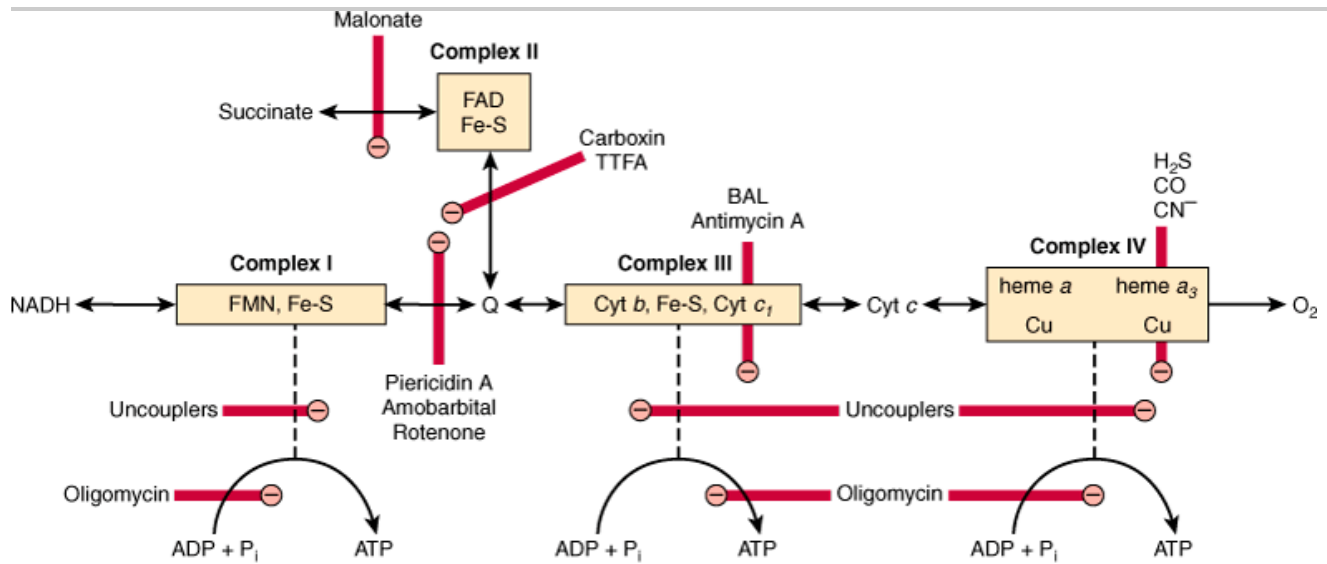 Malonate
Complex II
Succinate
FAD
Fe-S
Carboxin
TTFA
H₂S
CO
CN⁻
BAL
Antimycin A
Complex I
Complex III
Complex IV
NADH
FMN, Fe-S
Q
Cyt b, Fe-S, Cyt c₁
Cyt c
heme a
heme a₃
Cu
Cu
O₂
Piericidin A
Amobarbital
Rotenone
Uncouplers
Uncouplers
Oligomycin
Oligomycin
ADP + Pᵢ
ATP
ADP + Pᵢ
ATP
ADP + Pᵢ
ATP